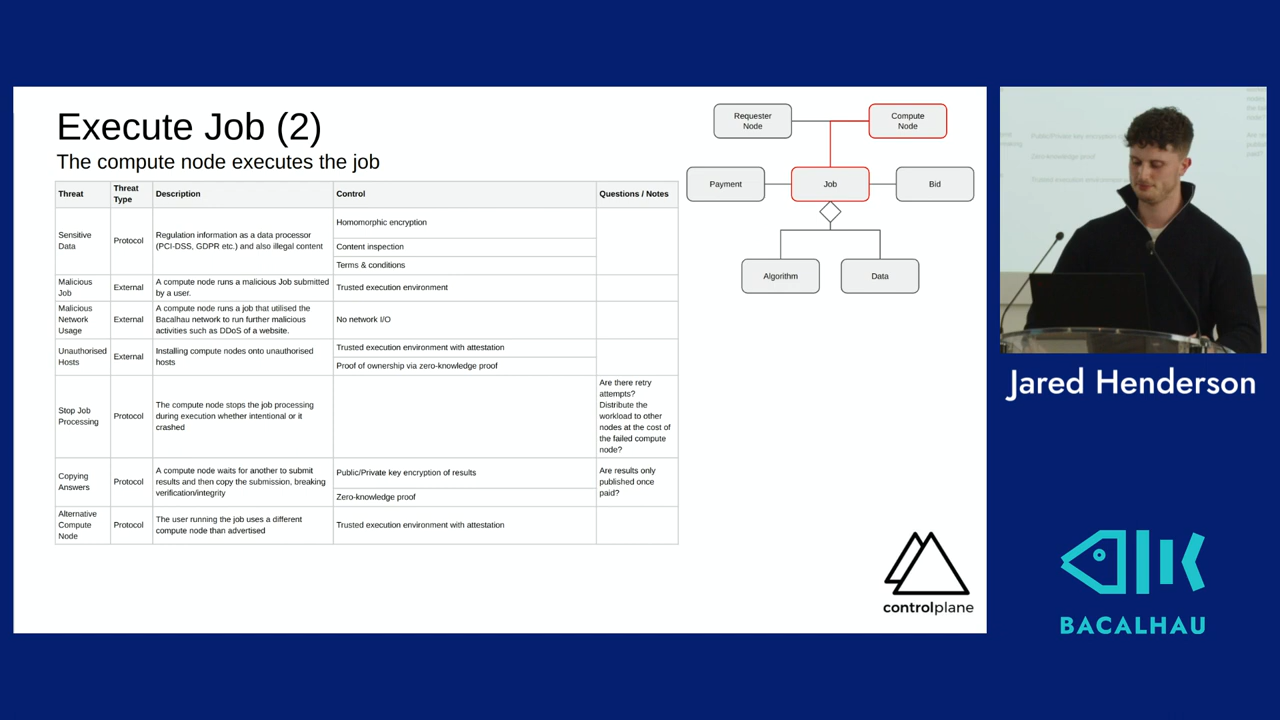 Execute Job (2)
The compute node executes the job
Threat
Threat
Type
Description
Control
Questions / Notes
Sensitive
Data
Protocol
Regulation information as a data processor
(PCI-DSS, GDPR etc.) and also illegal content
Homomorphic encryption
Content inspection
Terms & conditions
Malicious
Job
External
A compute node runs a malicious Job submitted
by a user.
Trusted execution environment
Malicious
Network
Usage
External
A compute node runs a job that utilised the
Bacalhau network to run further malicious
activities such as DDoS of a website.
No network I/O
Unauthorised
Hosts
External
Installing compute nodes onto unauthorised
hosts
Trusted execution environment with attestation
Proof of ownership via zero-knowledge proof
Stop Job
Processing
Protocol
The compute node stops the job processing
during execution whether intentional or it
crashed
Are there retry
attempts?
Distribute the
workload to other
nodes at the cost of
the failed compute
node?
Copying
Answers
Protocol
A compute node waits for another to submit
results and then copy the submission, breaking
verification/integrity
Public/Private key encryption of results
Zero-knowledge proof
Are results only
published once
paid?
Alternative
Compute
Node
Protocol
The user running the job uses a different
compute node than advertised
Trusted execution environment with attestation
Requester
Node
Compute
Node
Payment
Job
Bid
Algorithm
Data
controlplane
Jared Henderson
BACALHAU